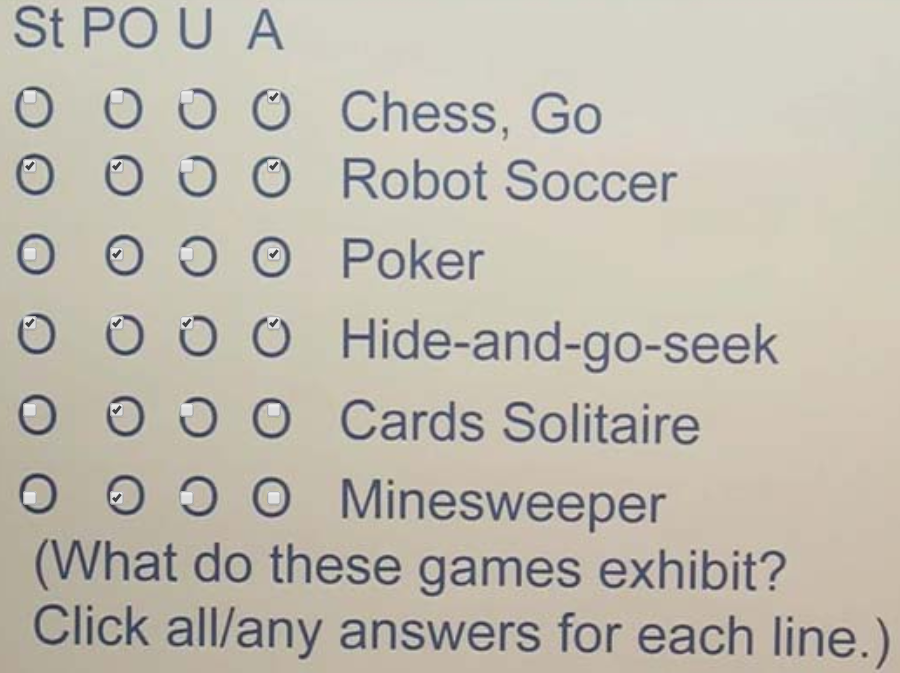 St PO U A
Chess, Go
Robot Soccer
Poker
Hide-and-go-seek
Cards Solitaire
Minesweeper
(What do these games exhibit?
Click all/any answers for each line.)